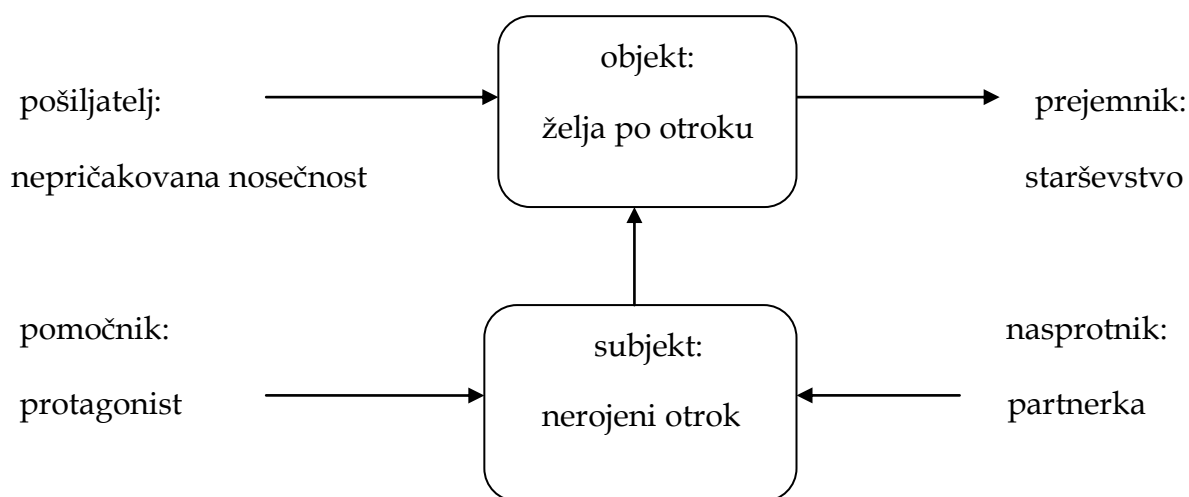 objekt:
pošiljatelj:
prejemnik:
želja po otroku
nepričakovana nosečnost
starševstvo
pomočnik:
subjekt:
nasprotnik:
protagonist
nerojeni otrok
partnerka